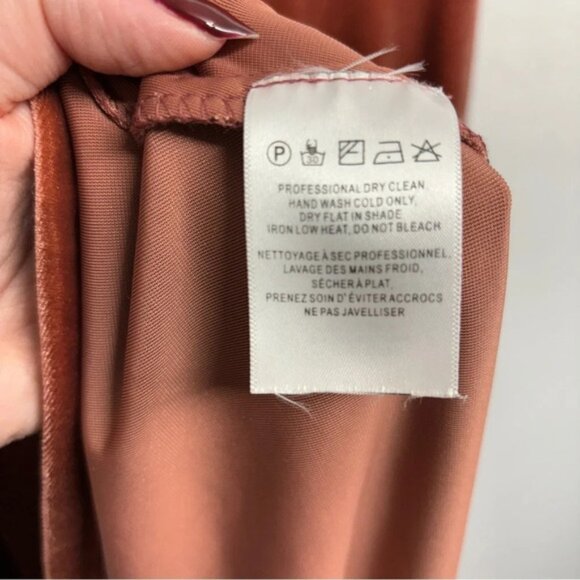 P 30
PROFESSIONAL DRY CLEAN
HAND WASH COLD ONLY,
DRY FLAT IN SHADE
IRON LOW HEAT, DO NOT BLEACH
NETTOYAGE À SEC PROFESSIONNEL,
LAVAGE DES MAINS FROID,
SÉCHER À PLAT,
PRENEZ SOIN D'ÉVITER ACCROCS
NE PAS JAVELLISER